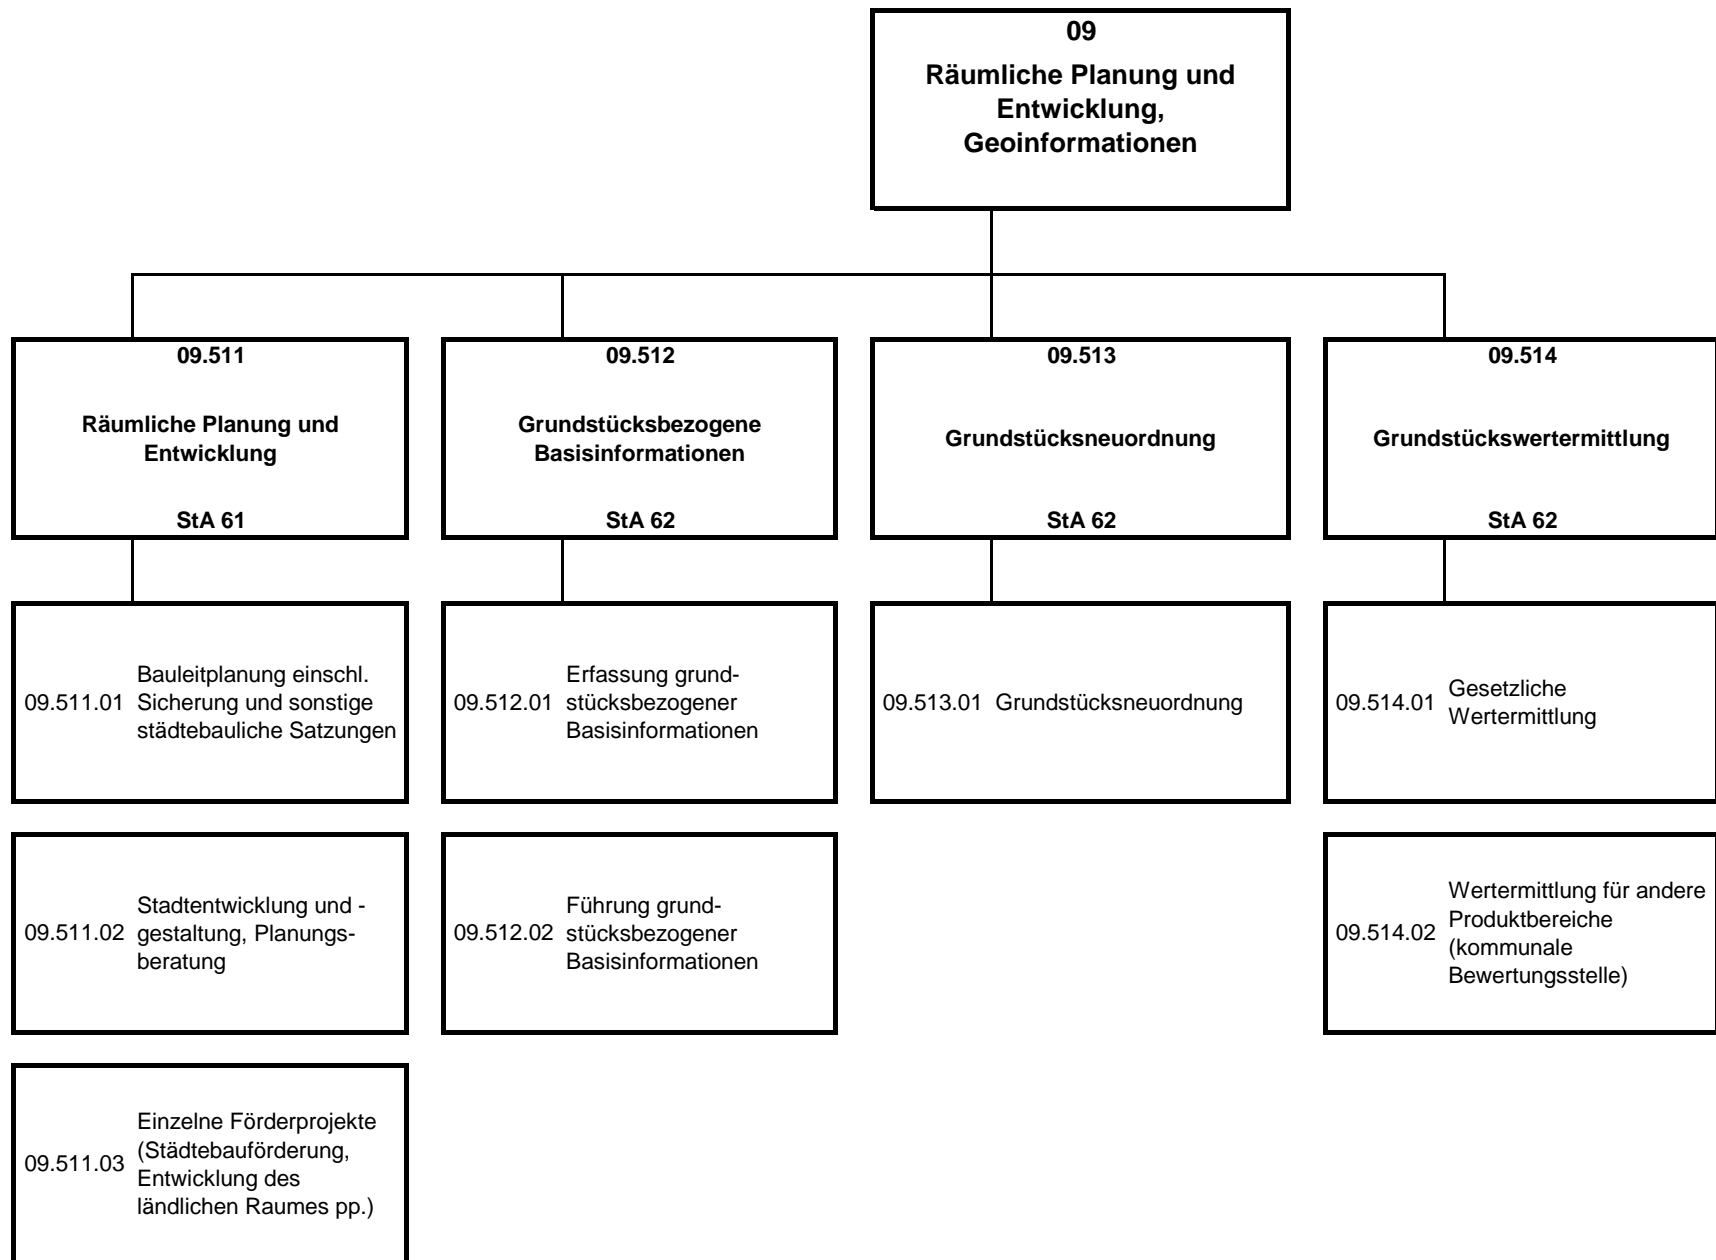 09
Räumliche Planung und
Entwicklung,
Geoinformationen
09.511
Räumliche Planung und
Entwicklung
StA 61
09.512
Grundstücksbezogene
Basisinformationen
StA 62
09.513
Grundstücksneuordnung
StA 62
09.514
Grundstückswertermittlung
StA 62
09.511.01
Bauleitplanung einschl.
Sicherung und sonstige
städtebauliche Satzungen
09.512.01
Erfassung grund-
stücksbezogener
Basisinformationen
09.513.01 Grundstücksneuordnung
09.514.01
Gesetzliche
Wertermittlung
09.511.02
Stadtentwicklung und -
gestaltung, Planungs-
beratung
09.512.02
Führung grund-
stücksbezogener
Basisinformationen
09.514.02
Wertermittlung für andere
Produktbereiche
(kommunale
Bewertungsstelle)
09.511.03
Einzelne Förderprojekte
(Städtebauförderung,
Entwicklung des
ländlichen Raumes pp.)